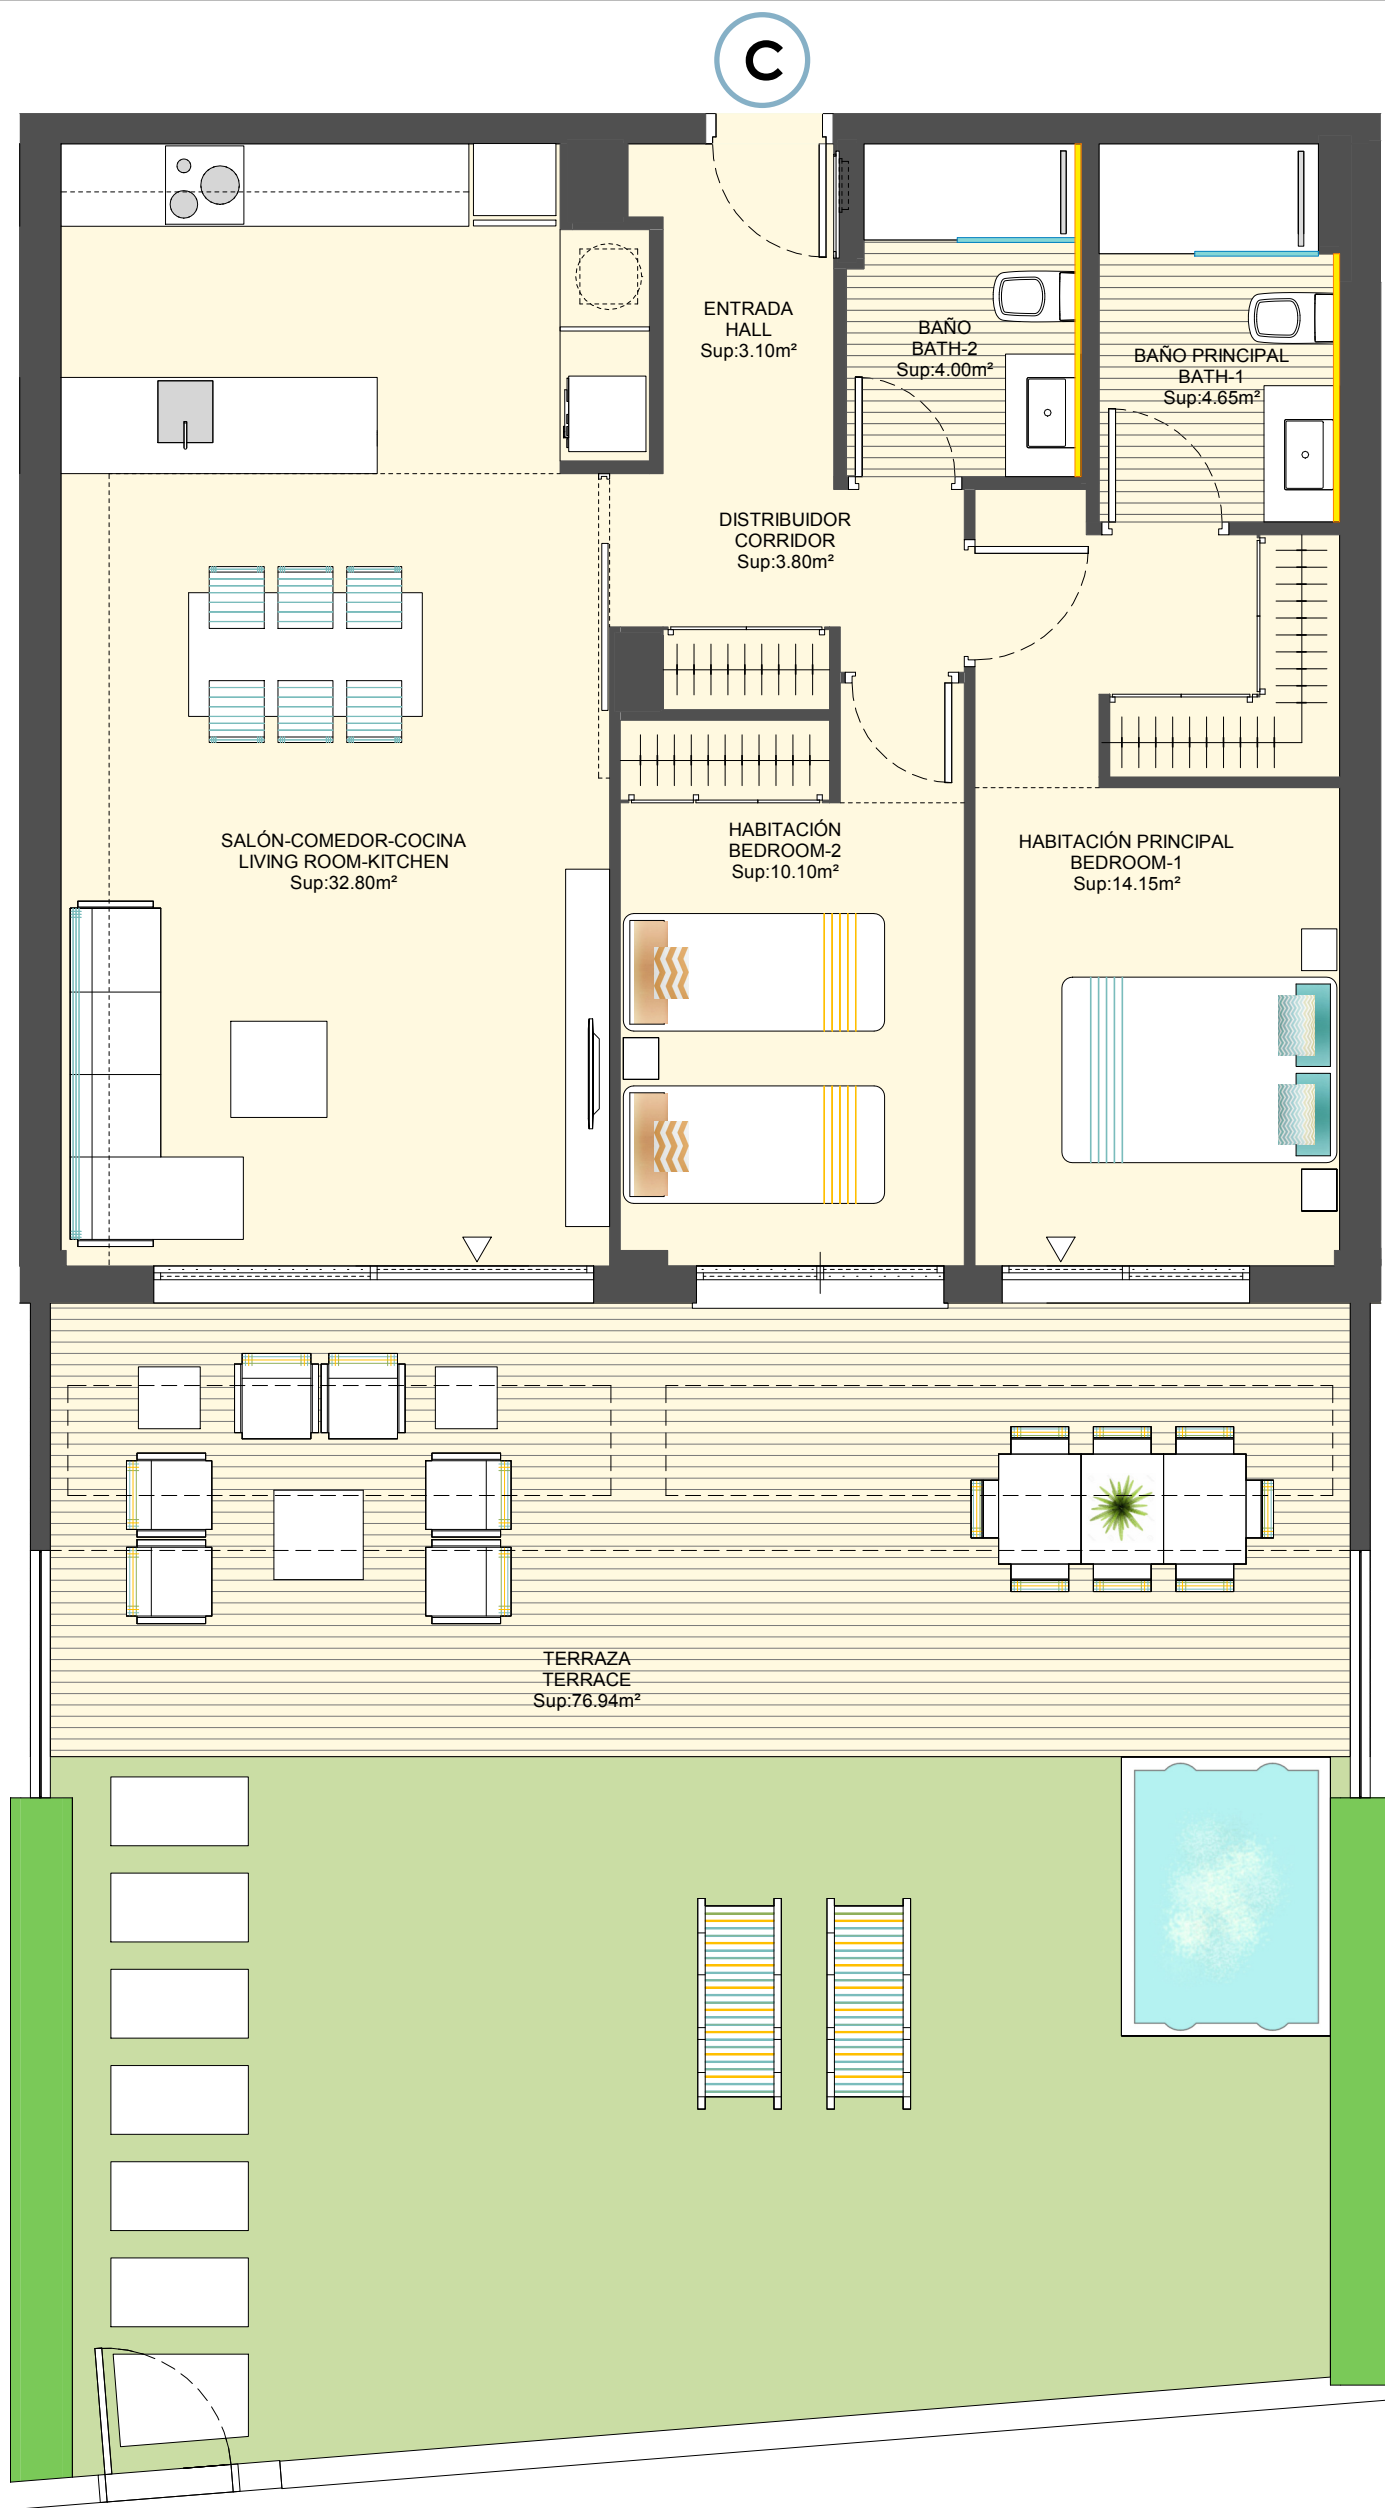 C
ENTRADA
HALL
Sup:3.10m²
BAÑO
BATH-2
Sup:4.00m²
BAÑO PRINCIPAL
BATH-1
Sup:4.65m²
DISTRIBUIDOR
CORRIDOR
Sup:3.80m²
SALÓN-COMEDOR-COCINA
LIVING ROOM-KITCHEN
Sup:32.80m²
HABITACIÓN
BEDROOM-2
Sup:10.10m²
HABITACIÓN PRINCIPAL
BEDROOM-1
Sup:14.15m²
TERRAZA
TERRACE
Sup:76.94m²